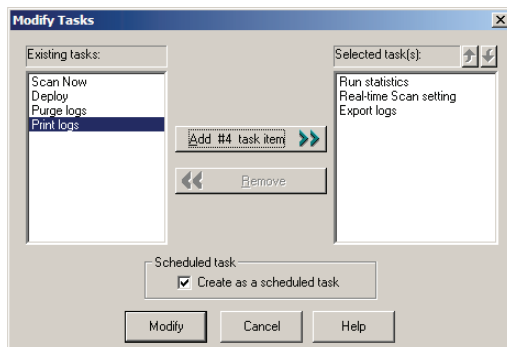 Modify Tasks
Existing tasks:
Selected task(s):
Scan Now
Deploy
Purge logs
Print logs
Run statistics
Real-time Scan setting
Export logs
Add #4 task item
Remove
Scheduled task
Create as a scheduled task
Modify
Cancel
Help